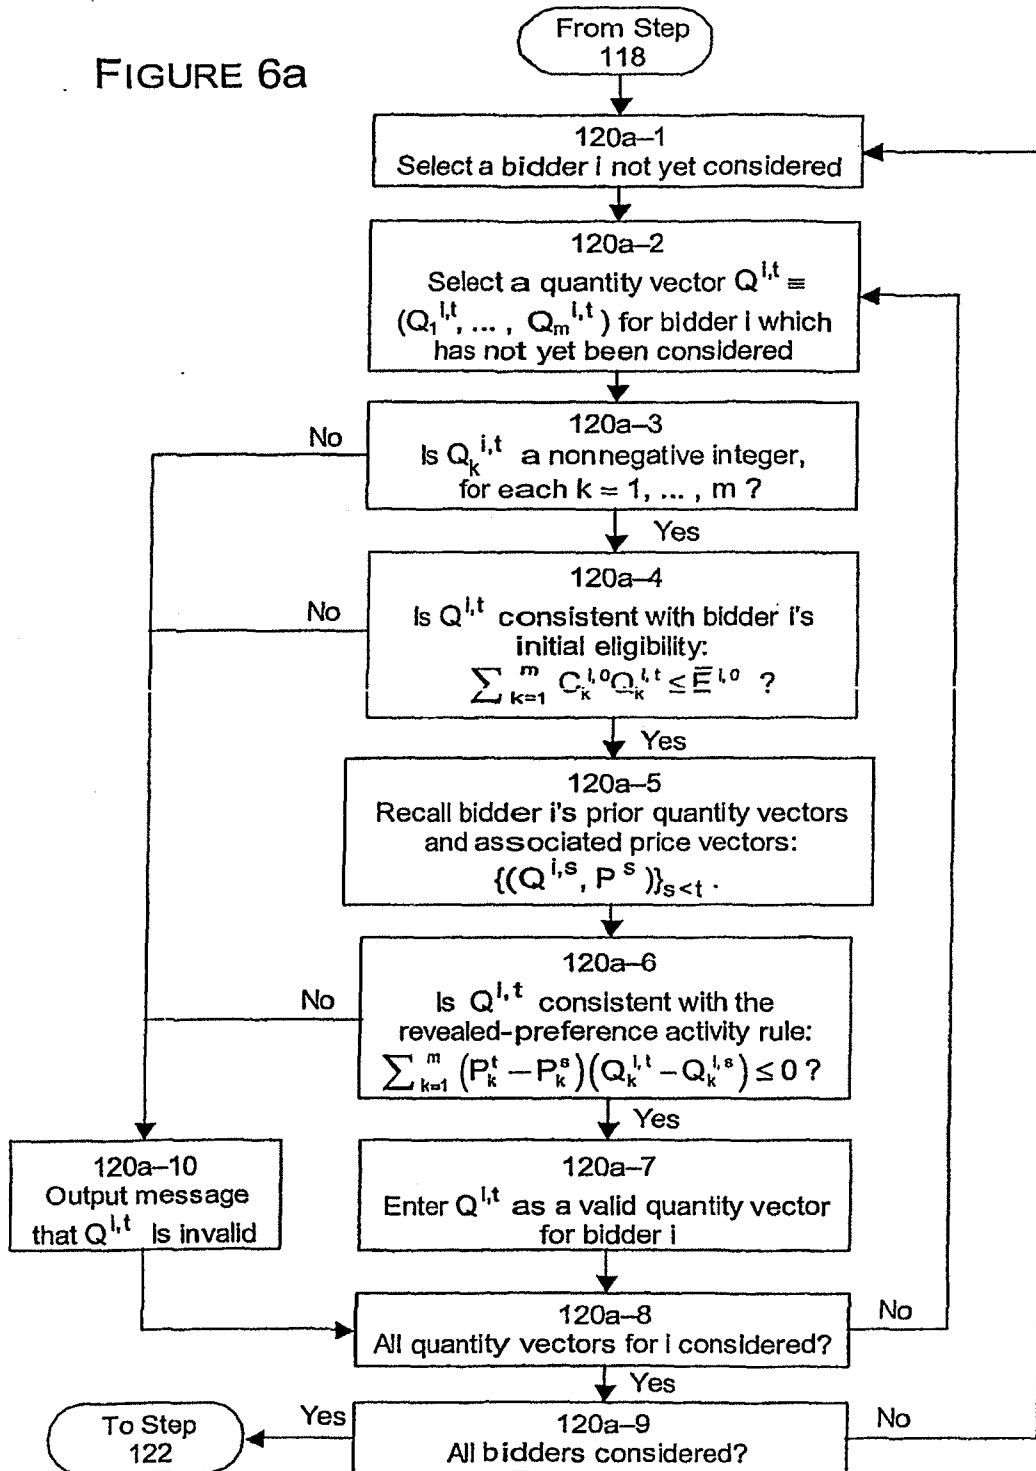 FIGURE 6a
From Step
118
120a–1
Select a bidder i not yet considered
120a–2
Select a quantity vector Q^{i,t} ≡
(Q_1^{i,t}, ... , Q_m^{i,t}) for bidder i which
has not yet been considered
120a–3
Is Q_k^{i,t} a nonnegative integer,
for each k = 1, ... , m ?
No
Yes
120a–4
Is Q^{i,t} consistent with bidder i's
initial eligibility:
∑_{k=1}^{m} C_k^{i,0}Q_k^{i,t} ≤ E̅^{i,0} ?
No
Yes
120a–5
Recall bidder i's prior quantity vectors
and associated price vectors:
{(Q^{i,s}, P^s)}_{s<t} .
120a–6
Is Q^{i,t} consistent with the
revealed-preference activity rule:
∑_{k=1}^{m} (P_k^t – P_k^s)(Q_k^{i,t} – Q_k^{i,s}) ≤ 0 ?
No
Yes
120a–7
Enter Q^{i,t} as a valid quantity vector
for bidder i
120a–10
Output message
that Q^{i,t} is invalid
120a–8
All quantity vectors for i considered?
No
Yes
120a–9
All bidders considered?
No
Yes
To Step
122